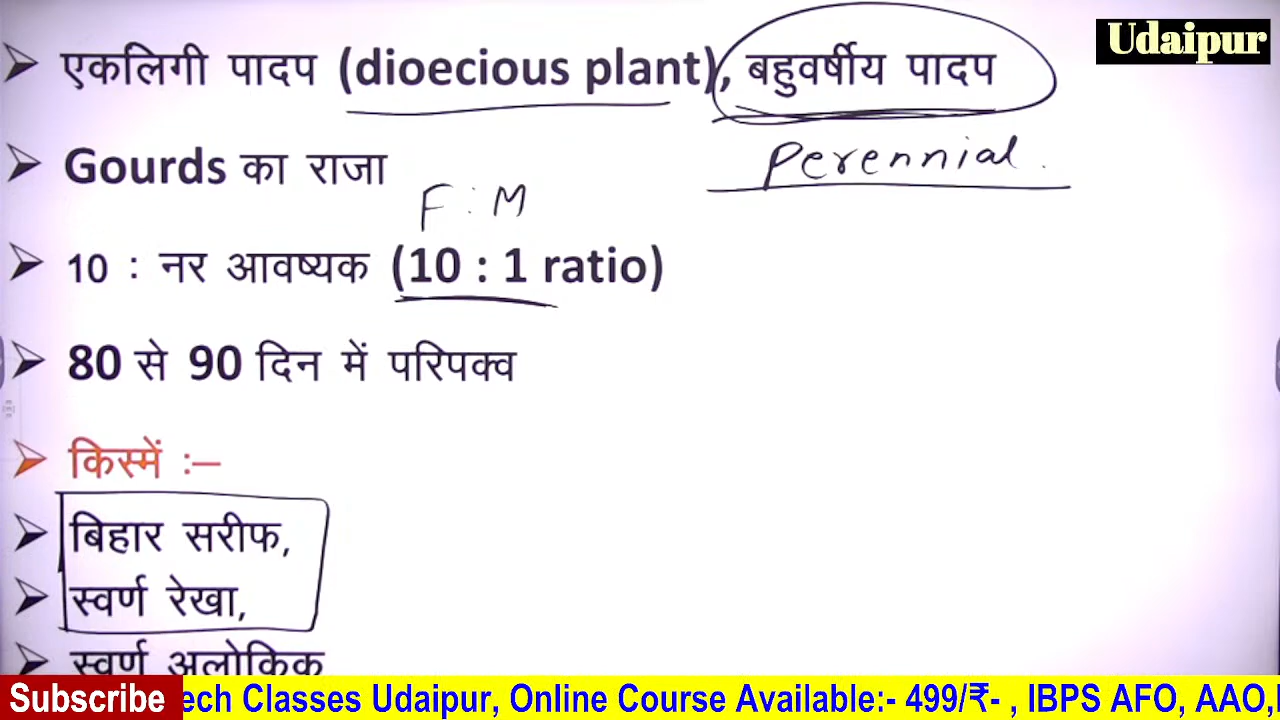 Udaipur
➤ एकलिगी पादप (dioecious plant), बहुवर्षीय पादप
Perennial.
➤ Gourds का राजा
F : M
➤ 10 : नर आवष्यक (10 : 1 ratio)
➤ 80 से 90 दिन में परिपक्व
➤ किस्में :–
➤ बिहार सरीफ,
➤ स्वर्ण रेखा,
➤ स्वर्ण अलोकिक
Subscribe ech Classes Udaipur, Online Course Available:- 499/₹- , IBPS AFO, AAO,